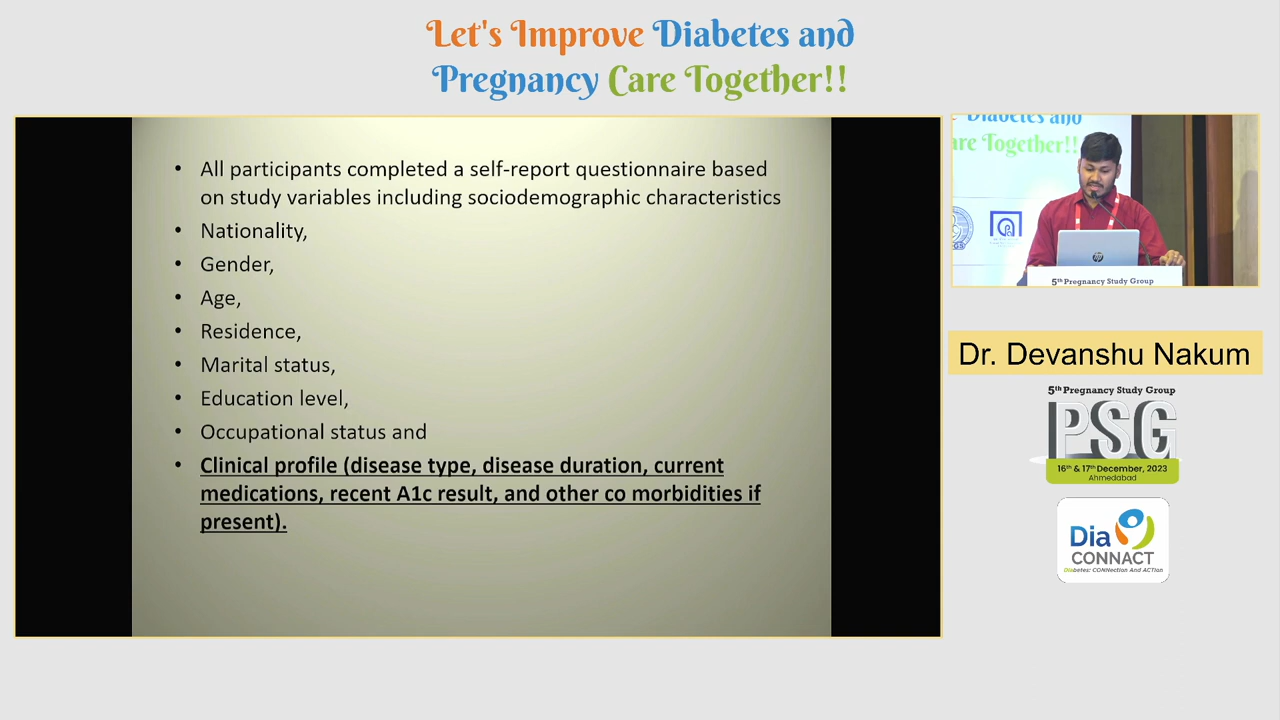 Let's Improve Diabetes and
Pregnancy Care Together!!
• All participants completed a self-report questionnaire based
on study variables including sociodemographic characteristics
• Nationality,
• Gender,
• Age,
• Residence,
• Marital status,
• Education level,
• Occupational status and
• Clinical profile (disease type, disease duration, current
medications, recent A1c result, and other co morbidities if
present).
Diabetes and
are Together!!
hp
5th Pregnancy Study Group
Dr. Devanshu Nakum
5th Pregnancy Study Group
PSG
16th & 17th December, 2023
Ahmedabad
Dia
CONNACT
Diabetes: CONNection And ACTion